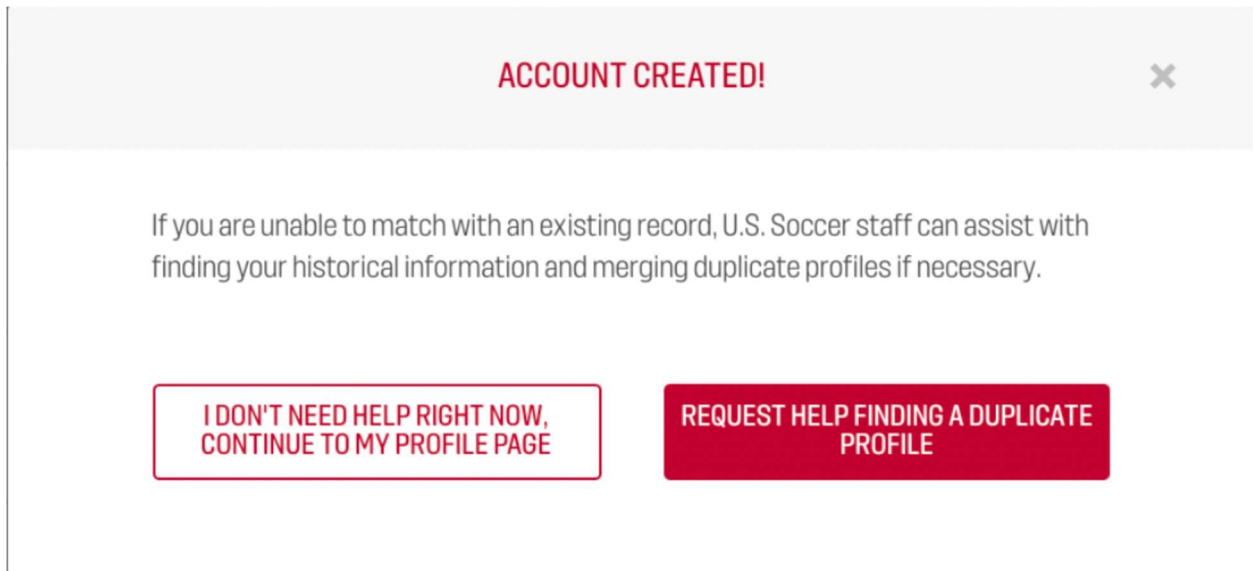 ACCOUNT CREATED!
If you are unable to match with an existing record, U.S. Soccer staff can assist with
finding your historical information and merging duplicate profiles if necessary.
I DON'T NEED HELP RIGHT NOW,
CONTINUE TO MY PROFILE PAGE
REQUEST HELP FINDING A DUPLICATE
PROFILE